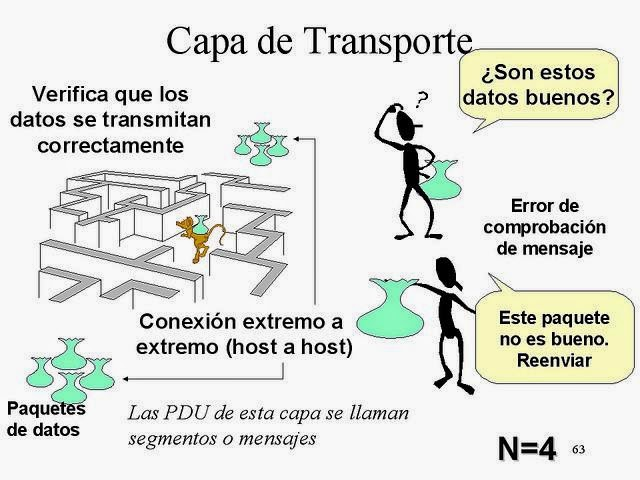 Capa de Transporte
Verifica que los
datos se transmitan
correctamente
¿Son estos
datos buenos?
?
Error de
comprobación
de mensaje
Conexión extremo a
extremo (host a host)
Este paquete
no es bueno.
Reenviar
Paquetes
de datos
Las PDU de esta capa se llaman
segmentos o mensajes
N=4
63